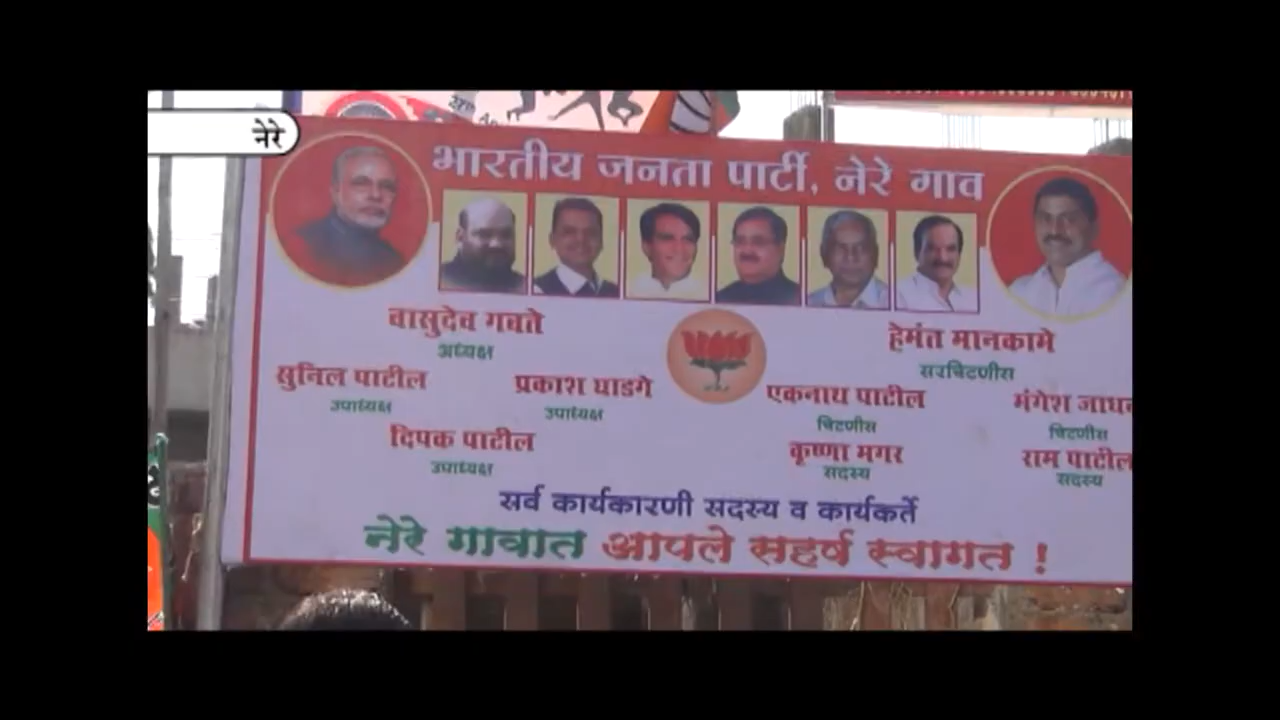 नेरे
भारतीय जनता पार्टी, नेरे गाव
वासुदेव गवते
अध्यक्ष
हेमंत मानकामे
सरचिटणीस
सुनिल पाटील
उपाध्यक्ष
प्रकाश घाडगे
उपाध्यक्ष
एकनाथ पाटील
चिटणीस
मंगेश
चिटणीस
दिपक पाटील
उपाध्यक्ष
कृष्णा मगर
सदस्य
राम पाटील
सदस्य
सर्व कार्यकारणी सदस्य व कार्यकर्ते
नेरे गावात आपले सहर्ष स्वागत !